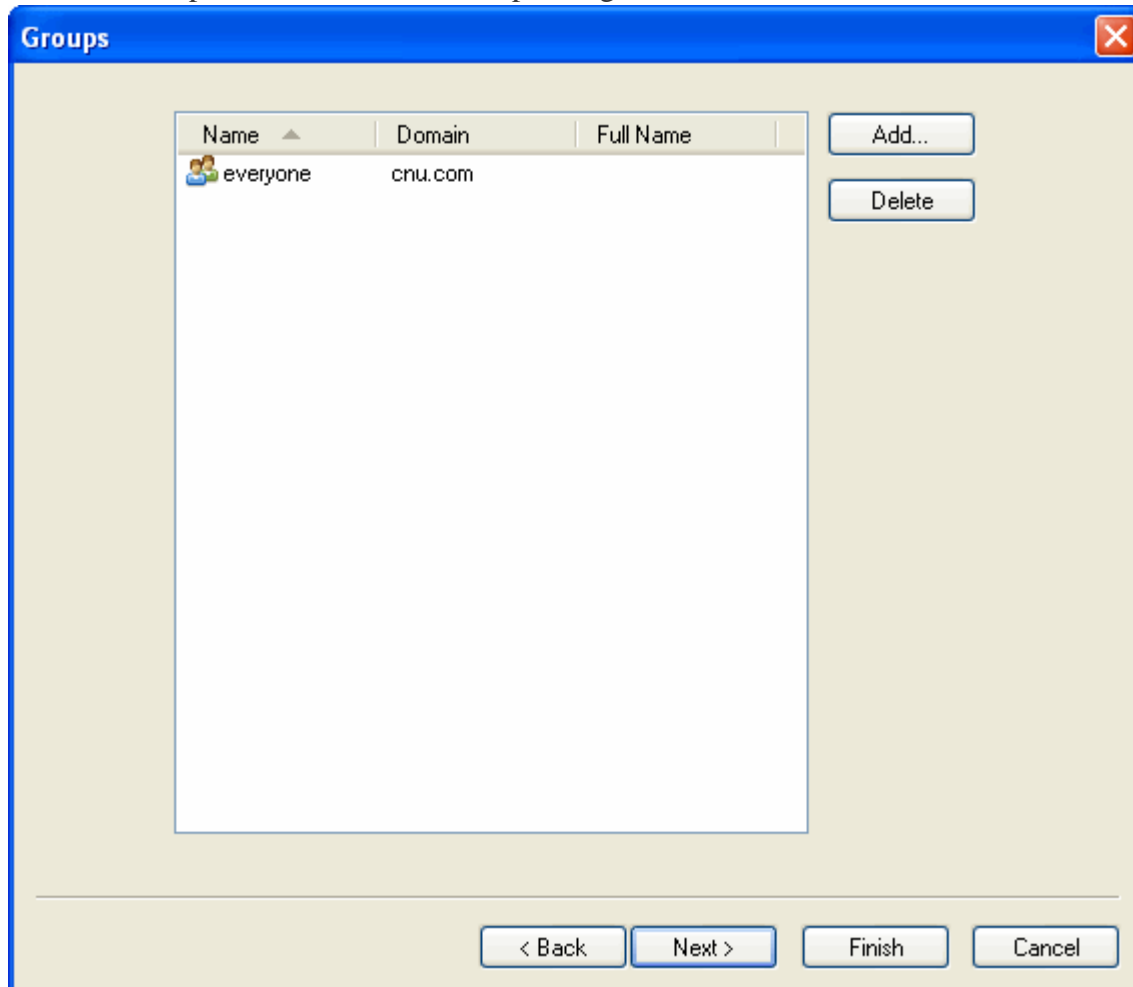 Groups
Name Domain Full Name
everyone cnu.com
Add...
Delete
< Back Next > Finish Cancel